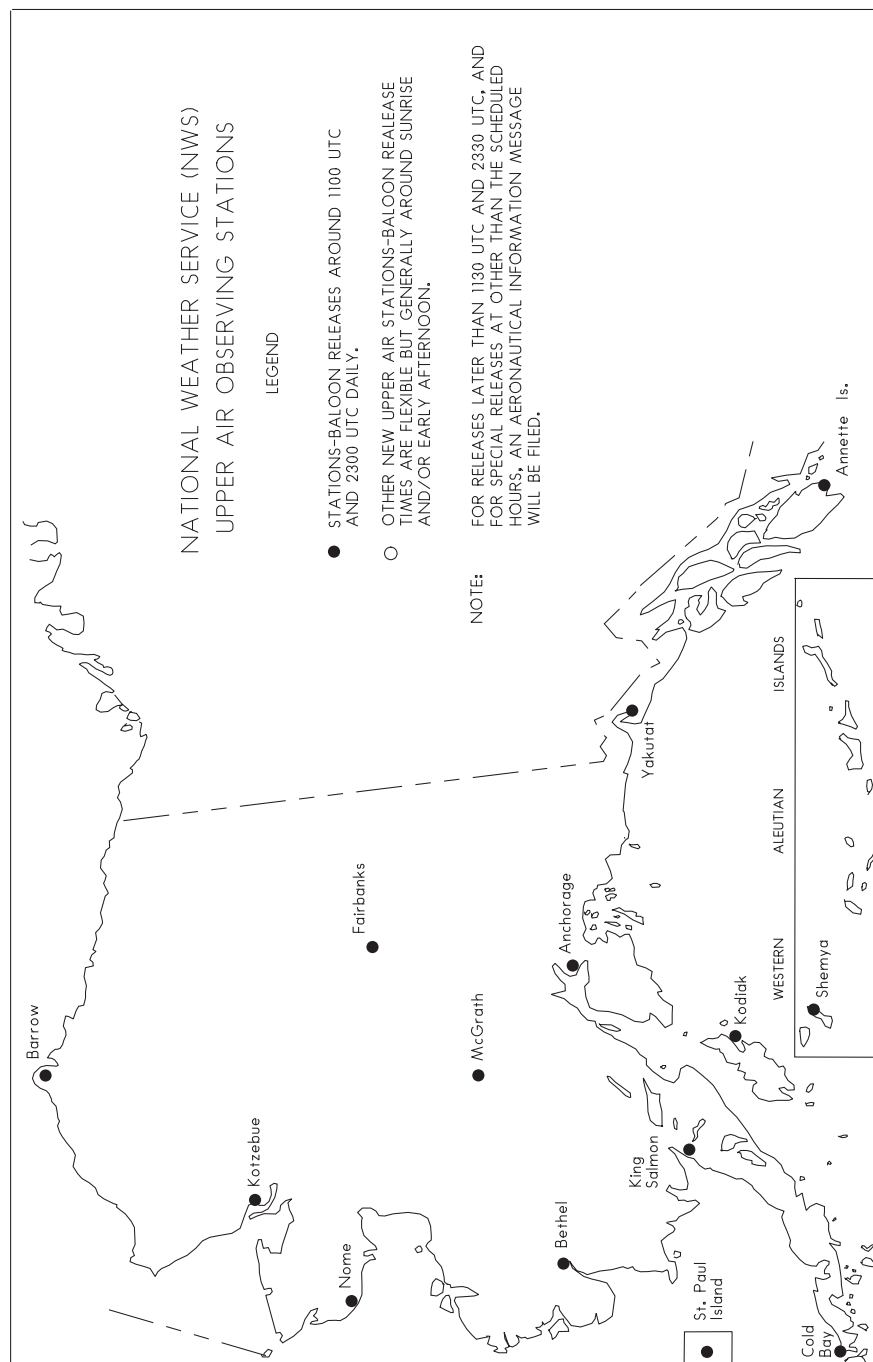 NATIONAL WEATHER SERVICE (NWS)
UPPER AIR OBSERVING STATIONS
LEGEND
STATIONS-BALOON RELEASES AROUND 1100 UTC
AND 2300 UTC DAILY.
OTHER NEW UPPER AIR STATIONS-BALOON REALEASE
TIMES ARE FLEXIBLE BUT GENERALLY AROUND SUNRISE
AND/OR EARLY AFTERNOON.
NOTE:
FOR RELEASES LATER THAN 1130 UTC AND 2330 UTC, AND
FOR SPECIAL RELEASES AT OTHER THAN THE SCHEDULED
HOURS, AN AERONAUTICAL INFORMATION MESSAGE
WILL BE FILED.
Barrow
Kotzebue
Nome
Fairbanks
McGrath
Bethel
Anchorage
Yakutat
King
Salmon
Kodiak
St. Paul
Island
Cold
Bay
Annette Is.
WESTERN ALEUTIAN ISLANDS
Shemya